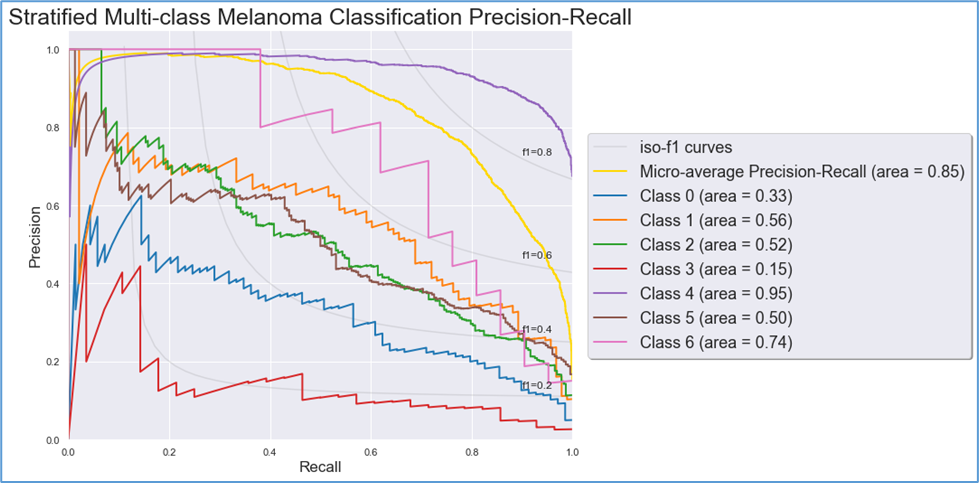 Stratified Multi-class Melanoma Classification Precision-Recall
1.0
0.8
0.6
0.4
0.2
0.0
Precision
f1=0.8
f1=0.6
f1=0.4
f1=0.2
0.0 0.2 0.4 0.6 0.8 1.0
Recall
iso-f1 curves
Micro-average Precision-Recall (area = 0.85)
Class 0 (area = 0.33)
Class 1 (area = 0.56)
Class 2 (area = 0.52)
Class 3 (area = 0.15)
Class 4 (area = 0.95)
Class 5 (area = 0.50)
Class 6 (area = 0.74)